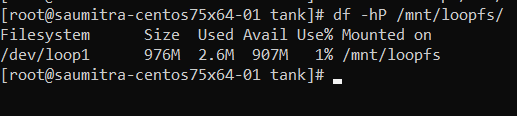 [root@saumitra-centos75x64-01 tank]# df -hP /mnt/loopfs/
Filesystem      Size  Used Avail Use% Mounted on
/dev/loop1      976M  2.6M  907M   1% /mnt/loopfs
[root@saumitra-centos75x64-01 tank]#